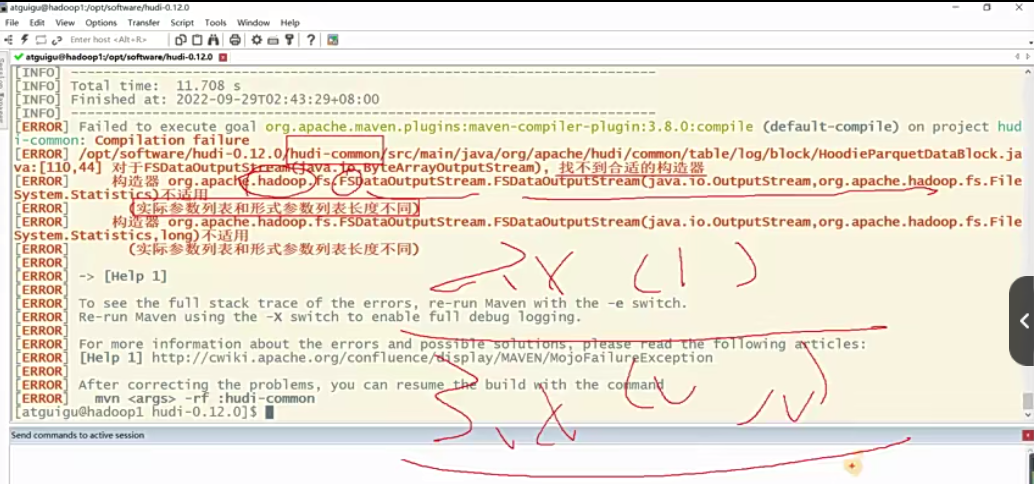 atguigu@hadoop1:/opt/software/hudi-0.12.0
File Edit View Options Transfer Script Tools Window Help
Enter host <Alt+R>
atguigu@hadoop1:/opt/software/hudi-0.12.0
[INFO] ------------------------------------------------------------------------
[INFO] Total time:  11.708 s
[INFO] Finished at: 2022-09-29T02:43:29+08:00
[INFO] ------------------------------------------------------------------------
[ERROR] Failed to execute goal org.apache.maven.plugins:maven-compiler-plugin:3.8.0:compile (default-compile) on project hud
i-common: Compilation failure
[ERROR] /opt/software/hudi-0.12.0/hudi-common/src/main/java/org/apache/hudi/common/table/log/block/HoodieParquetDataBlock.ja
va:[110,44] 对于FSDataOutputStream(java.io.ByteArrayOutputStream), 找不到合适的构造器
[ERROR]     构造器 org.apache.hadoop.fs.FSDataOutputStream.FSDataOutputStream(java.io.OutputStream,org.apache.hadoop.fs.File
System.Statistics)不适用
[ERROR]       (实际参数列表和形式参数列表长度不同)
[ERROR]     构造器 org.apache.hadoop.fs.FSDataOutputStream.FSDataOutputStream(java.io.OutputStream,org.apache.hadoop.fs.File
System.Statistics,long)不适用
[ERROR]       (实际参数列表和形式参数列表长度不同)
[ERROR]
[ERROR] -> [Help 1]
[ERROR]
[ERROR] To see the full stack trace of the errors, re-run Maven with the -e switch.
[ERROR] Re-run Maven using the -X switch to enable full debug logging.
[ERROR]
[ERROR] For more information about the errors and possible solutions, please read the following articles:
[ERROR] [Help 1] http://cwiki.apache.org/confluence/display/MAVEN/MojoFailureException
[ERROR]
[ERROR] After correcting the problems, you can resume the build with the command
[ERROR]   mvn <args> -rf :hudi-common
[atguigu@hadoop1 hudi-0.12.0]$
2.X (1 )
3.X
Send commands to active session